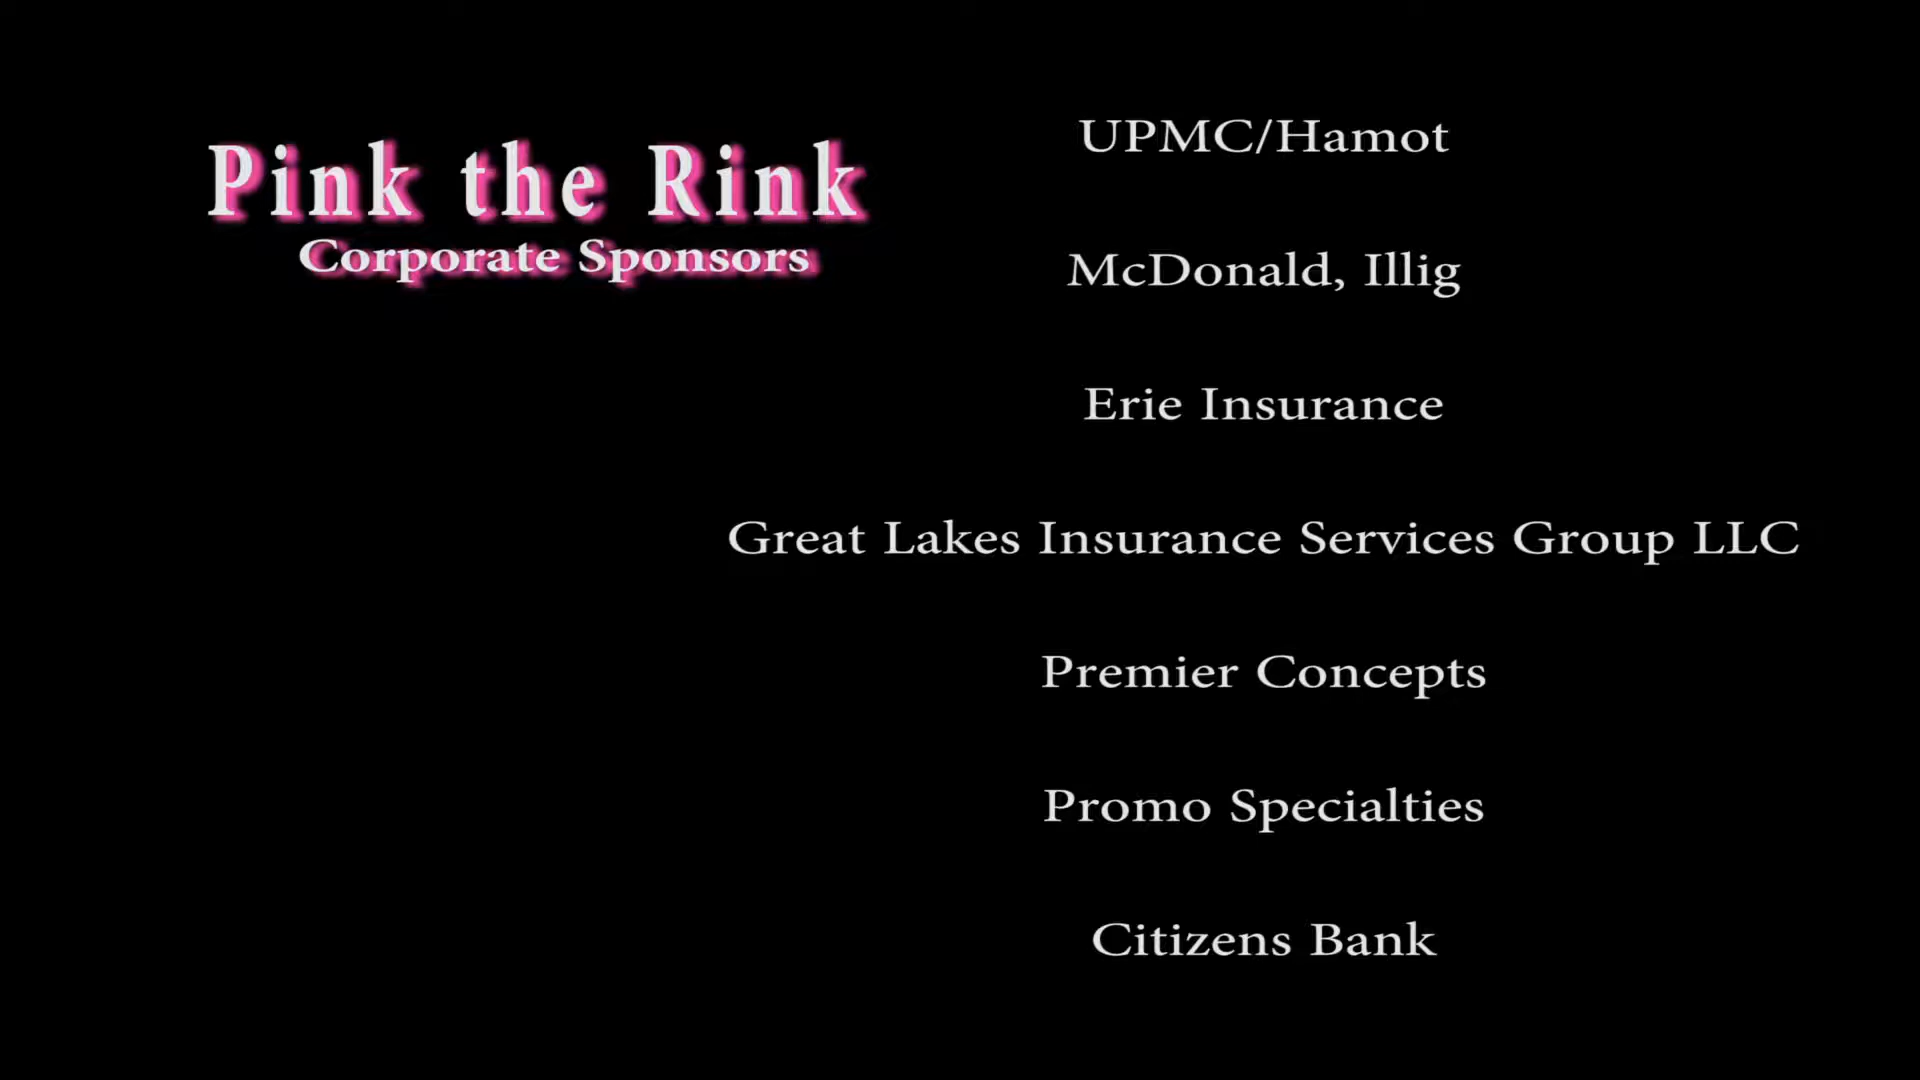 Pink the Rink
Corporate Sponsors
UPMC/Hamot
McDonald, Illig
Erie Insurance
Great Lakes Insurance Services Group LLC
Premier Concepts
Promo Specialties
Citizens Bank